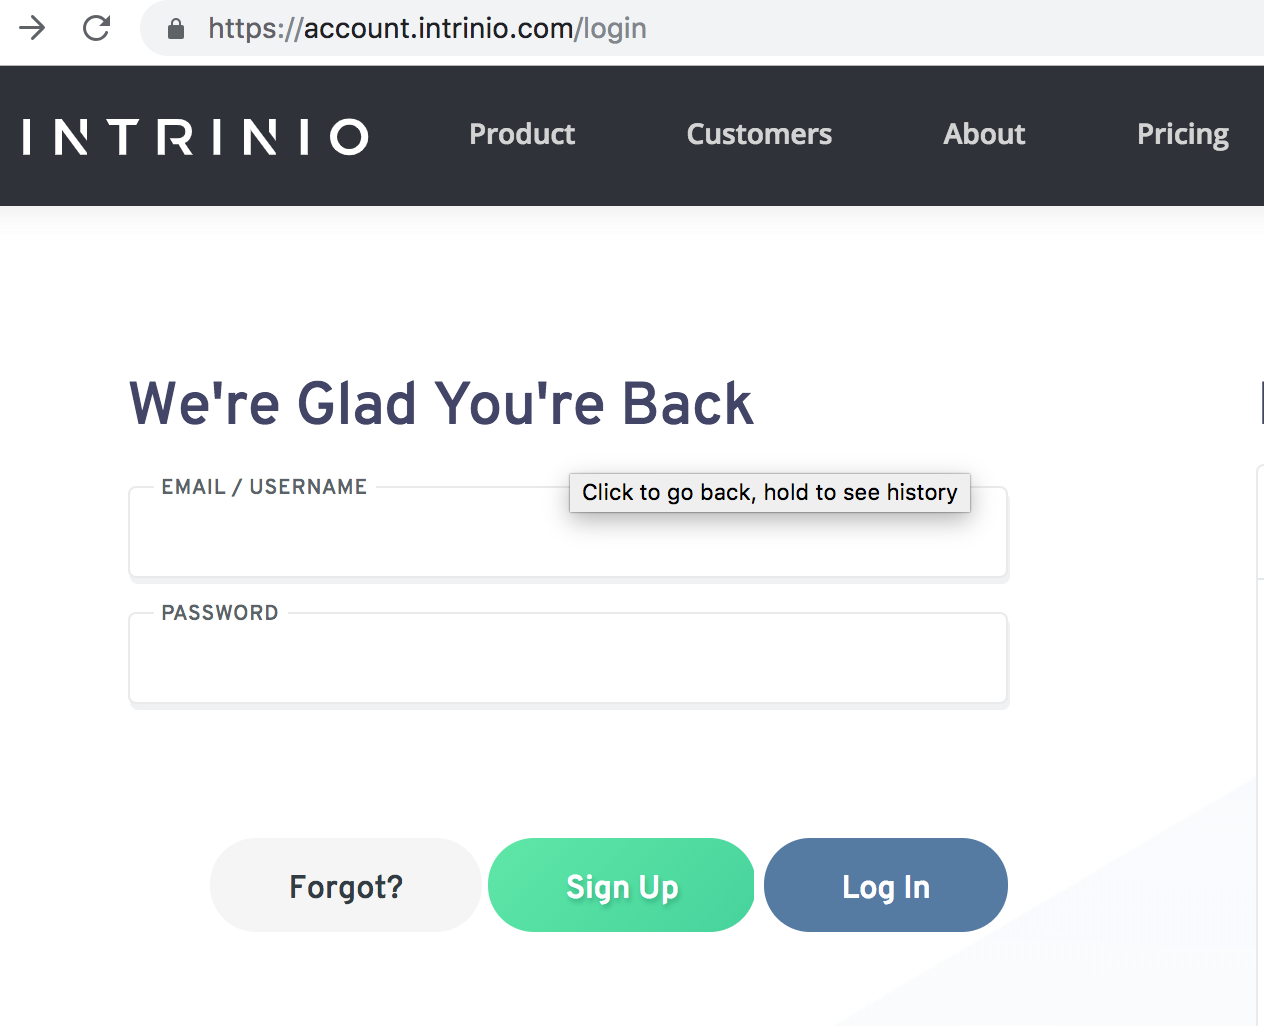 https://account.intrinio.com/login
INTRINIO Product Customers About Pricing
We're Glad You're Back
EMAIL / USERNAME
Click to go back, hold to see history
PASSWORD
Forgot? Sign Up Log In